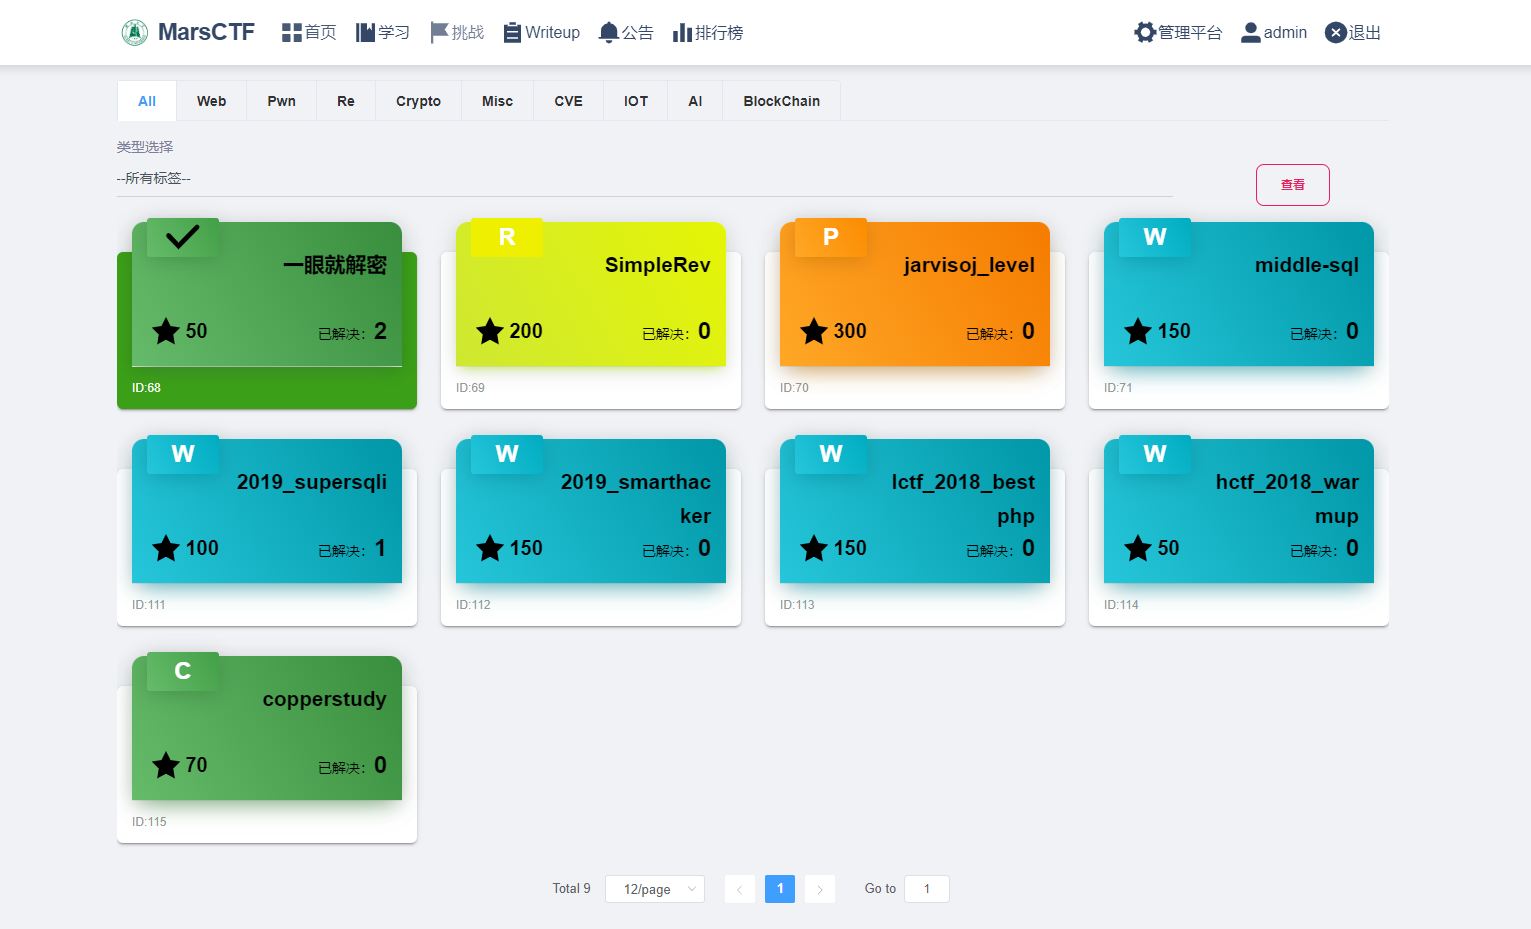 MarsCTF 首页 学习 挑战 Writeup 公告 排行榜 管理平台 admin 退出
All Web Pwn Re Crypto Misc CVE IOT AI BlockChain
类型选择
--所有标签--
查看
一眼就解密
50 已解决: 2
ID:68
R
SimpleRev
200 已解决: 0
ID:69
P
jarvisoj_level
300 已解决: 0
ID:70
W
middle-sql
150 已解决: 0
ID:71
W
2019_supersqli
100 已解决: 1
ID:111
W
2019_smarthac
ker
150 已解决: 0
ID:112
W
lctf_2018_best
php
150 已解决: 0
ID:113
W
hctf_2018_war
mup
50 已解决: 0
ID:114
C
copperstudy
70 已解决: 0
ID:115
Total 9 12/page 1 Go to 1